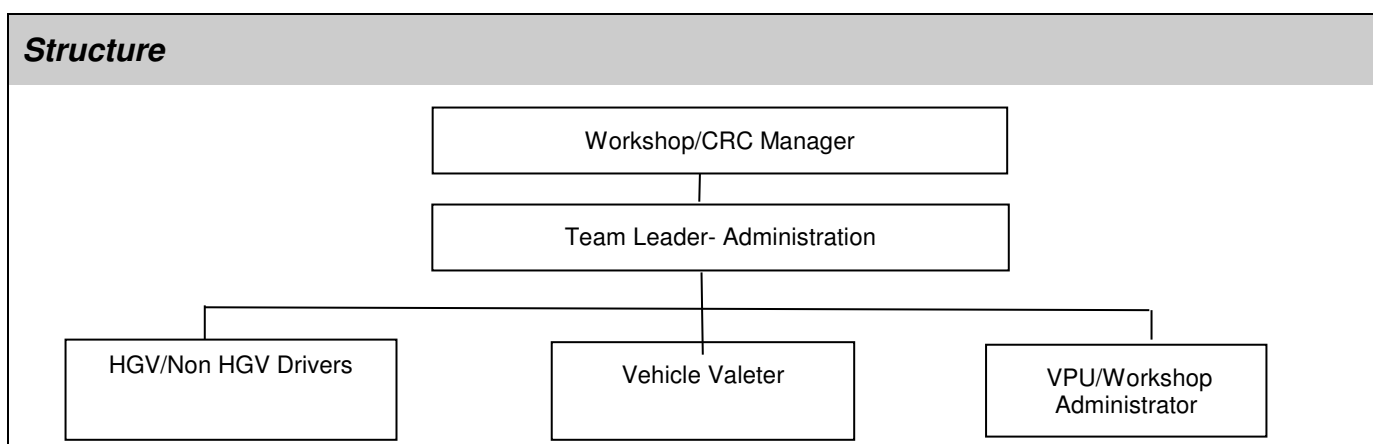 Structure
Workshop/CRC Manager
Team Leader- Administration
HGV/Non HGV Drivers
Vehicle Valeter
VPU/Workshop
Administrator